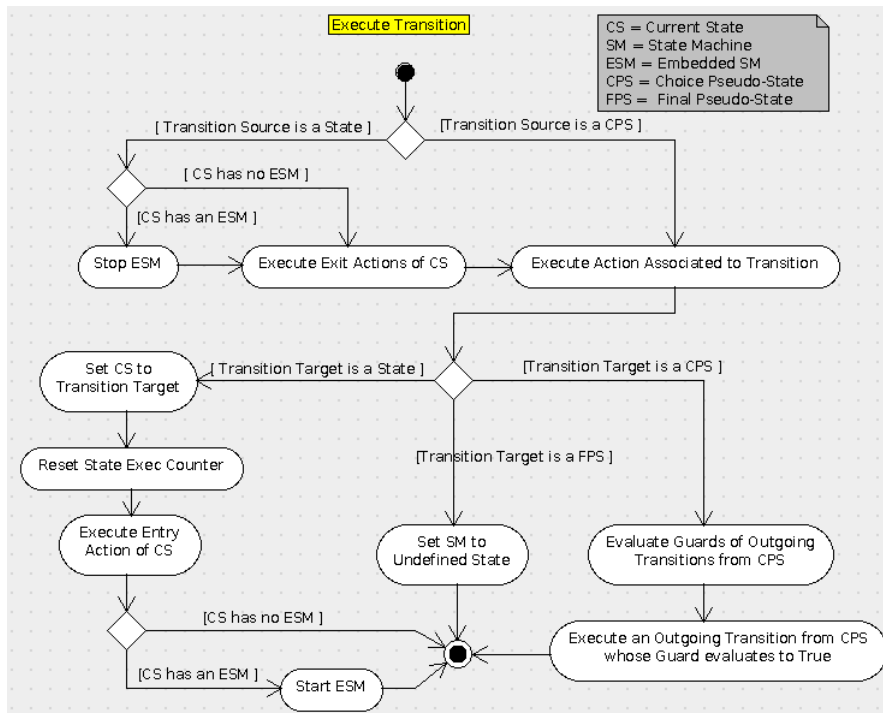 Execute Transition
CS = Current State
SM = State Machine
ESM = Embedded SM
CPS = Choice Pseudo-State
FPS = Final Pseudo-State
[ Transition Source is a State ]
[Transition Source is a CPS ]
[ CS has no ESM ]
[CS has an ESM ]
Stop ESM
Execute Exit Actions of CS
Execute Action Associated to Transition
[ Transition Target is a State ]
[Transition Target is a CPS ]
Set CS to
Transition Target
[Transition Target is a FPS ]
Reset State Exec Counter
Execute Entry
Action of CS
Set SM to
Undefined State
Evaluate Guards of Outgoing
Transitions from CPS
[CS has no ESM ]
Execute an Outgoing Transition from CPS
whose Guard evaluates to True
[CS has an ESM ]
Start ESM